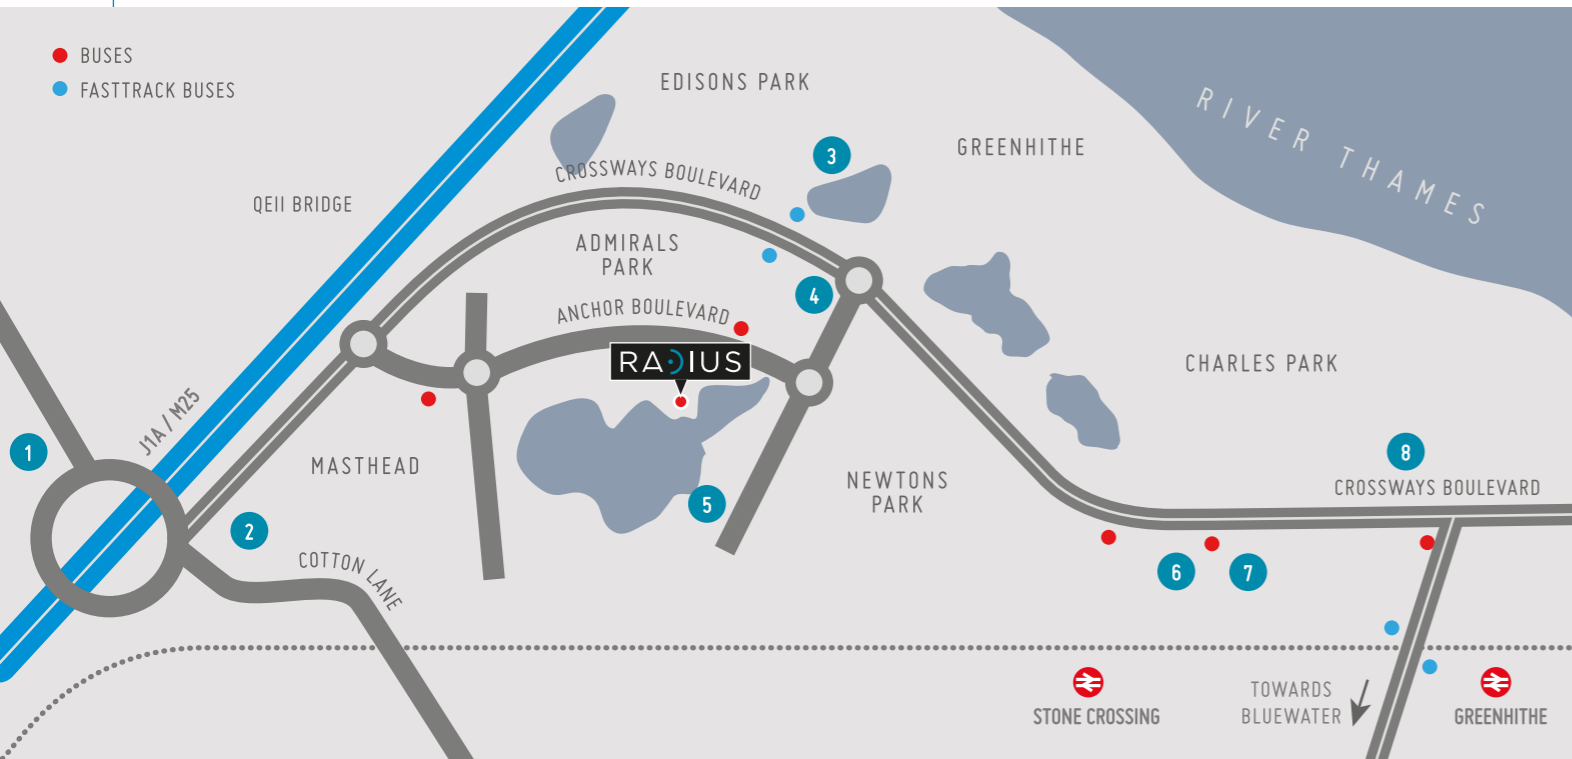 BUSES
FASTTRACK BUSES
EDISONS PARK
RIVER THAMES
GREENHITHE
3
CROSSWAYS BOULEVARD
QEII BRIDGE
ADMIRALS
PARK
4
ANCHOR BOULEVARD
RADIUS
CHARLES PARK
J1A / M25
1
MASTHEAD
NEWTONS
PARK
8
CROSSWAYS BOULEVARD
5
2
COTTON LANE
6
7
STONE CROSSING
TOWARDS
BLUEWATER
GREENHITHE